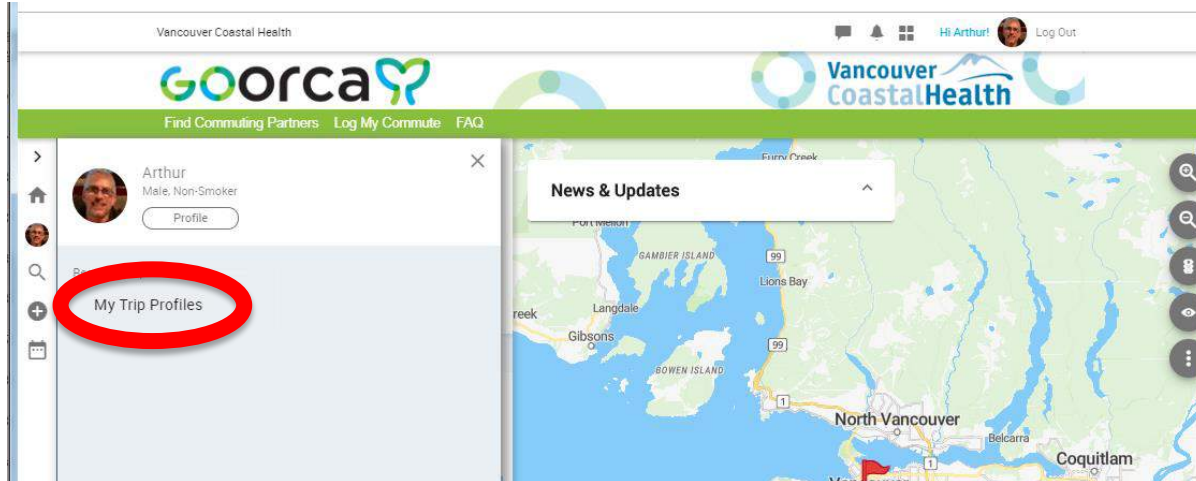 Vancouver Coastal Health
Hi Arthur!
Log Out
GOorca
Vancouver
CoastalHealth
Find Commuting Partners Log My Commute FAQ
Arthur
Male, Non-Smoker
Profile
My Trip Profiles
News & Updates
Furry Creek
Port Mellon
GAMBIER ISLAND
99
Lions Bay
Langdale
reek
Gibsons
99
BOWEN ISLAND
1
North Vancouver
Belcarra
1
Coquitlam